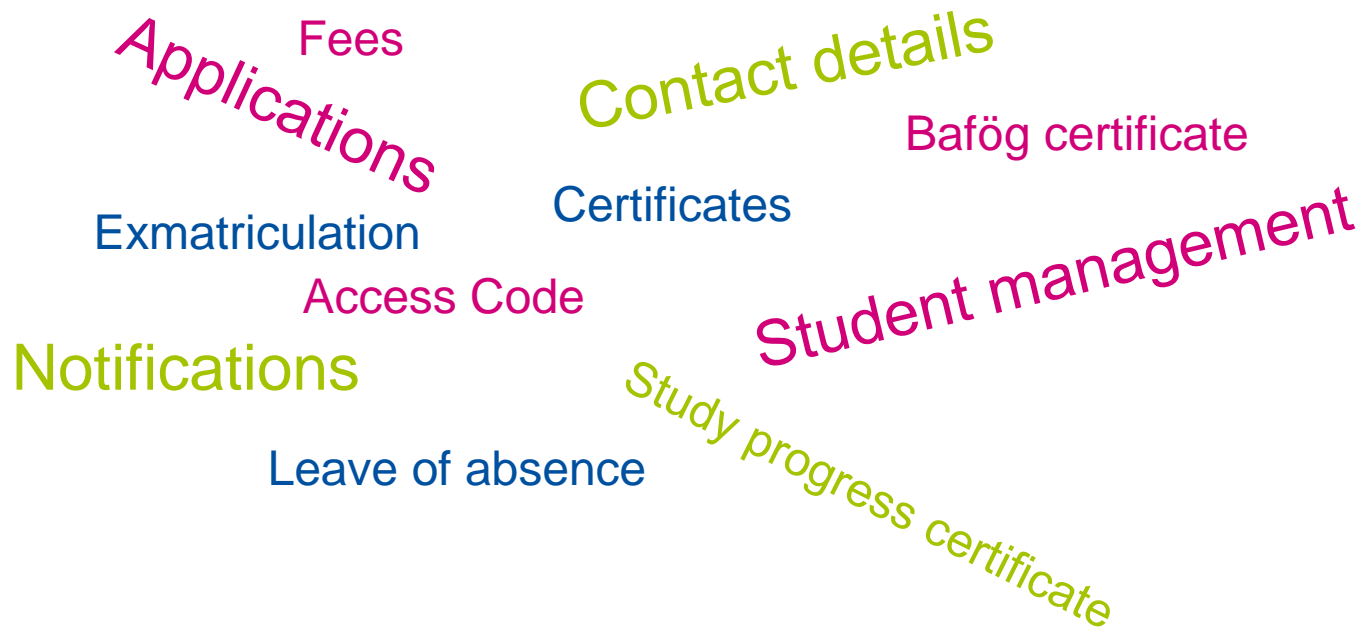 Fees
Applications
Contact details
Bafög certificate
Certificates
Exmatriculation
Student management
Access Code
Notifications
Study progress certificate
Leave of absence